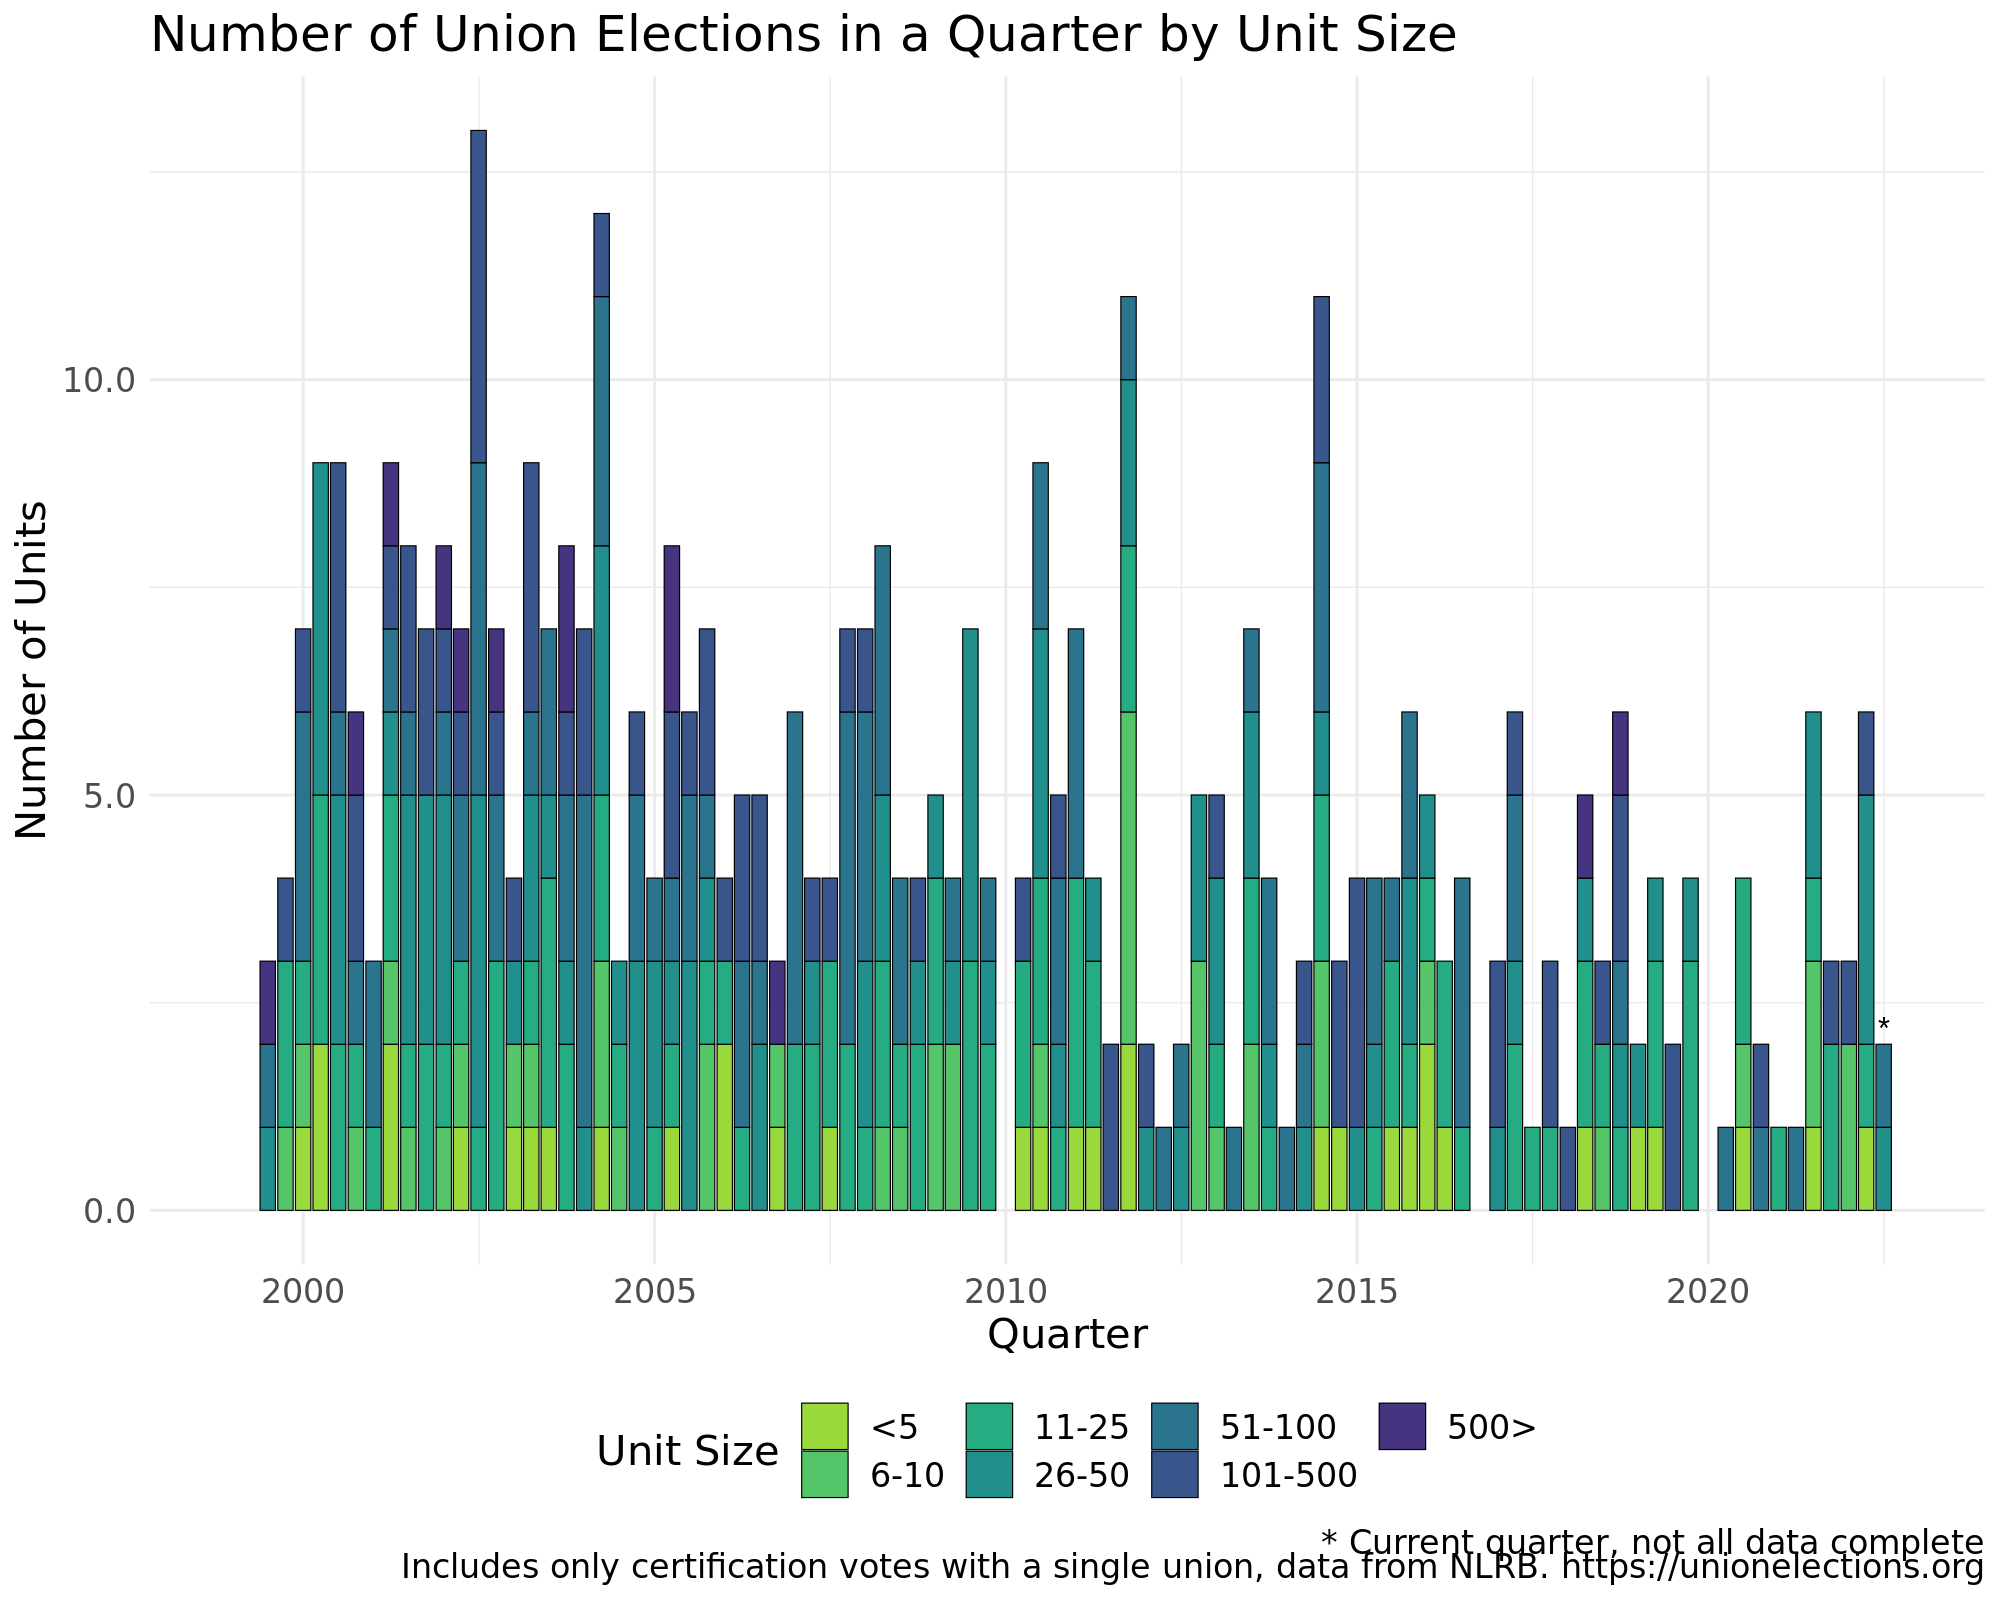 Number of Union Elections in a Quarter by Unit Size
Number of Units
10.0
5.0
0.0
*
2000 2005 2010 2015 2020
Quarter
Unit Size
<5 11-25 51-100 500>
6-10 26-50 101-500
* Current quarter, not all data complete
Includes only certification votes with a single union, data from NLRB. https://unionelections.org